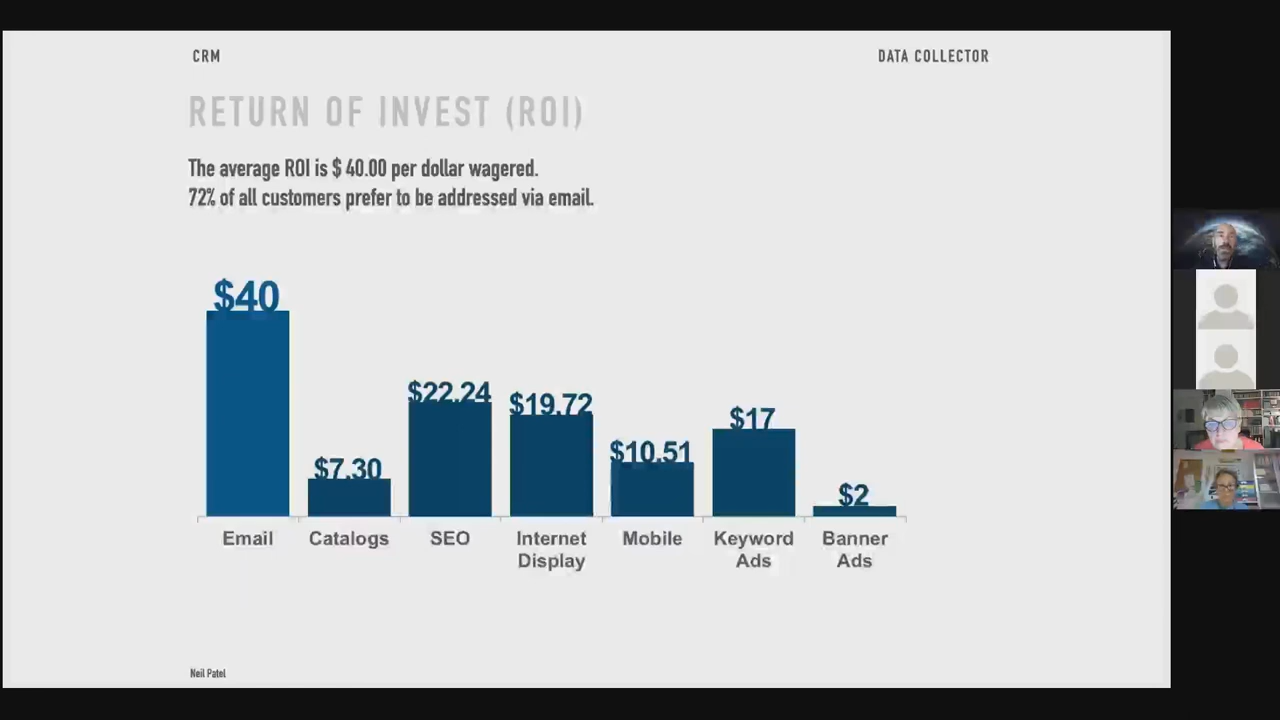 CRM
DATA COLLECTOR
RETURN OF INVEST (ROI)
The average ROI is $ 40.00 per dollar wagered.
72% of all customers prefer to be addressed via email.
$40
$7.30
$22.24
$19.72
$10.51
$17
$2
Email
Catalogs
SEO
Internet
Display
Mobile
Keyword
Ads
Banner
Ads
Neil Patel